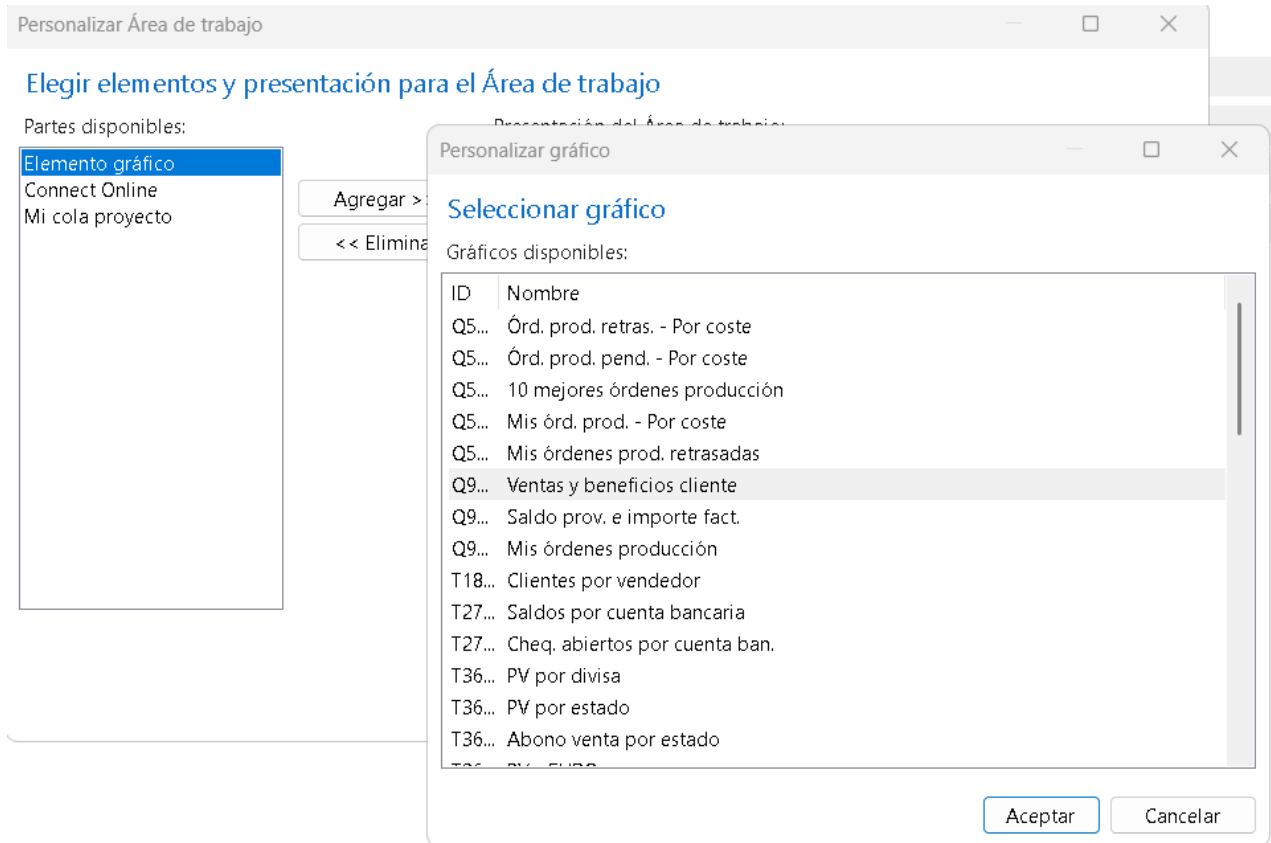 Personalizar Área de trabajo
Elegir elementos y presentación para el Área de trabajo
Partes disponibles:
Presentación del Área de trabajo:
Elemento gráfico
Connect Online
Mi cola proyecto
Agregar >
<< Elimina
Personalizar gráfico
Seleccionar gráfico
Gráficos disponibles:
ID Nombre
Q5... Órd. prod. retras. - Por coste
Q5... Órd. prod. pend. - Por coste
Q5... 10 mejores órdenes producción
Q5... Mis órd. prod. - Por coste
Q5... Mis órdenes prod. retrasadas
Q9... Ventas y beneficios cliente
Q9... Saldo prov. e importe fact.
Q9... Mis órdenes producción
T18... Clientes por vendedor
T27... Saldos por cuenta bancaria
T27... Cheq. abiertos por cuenta ban.
T36... PV por divisa
T36... PV por estado
T36... Abono venta por estado
Aceptar
Cancelar